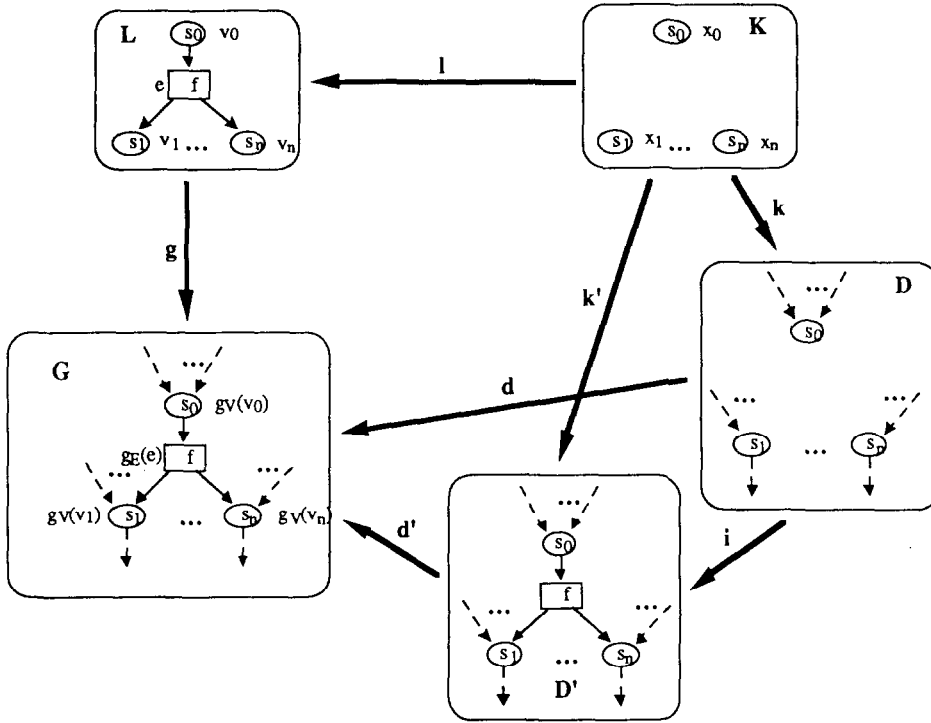 L
s0 v0
e f
s1 v1 ... sn vn
l
s0 x0 K
s1 x1 ... sn xn
g
k'
k
D
...
s0
... ...
s1 ... sn
G
...
s0 gV(v0)
gE(e) f
... ...
gV(v1) s1 ... sn gV(vn)
d
d'
i
...
s0
f
... ...
s1 ... sn
D'